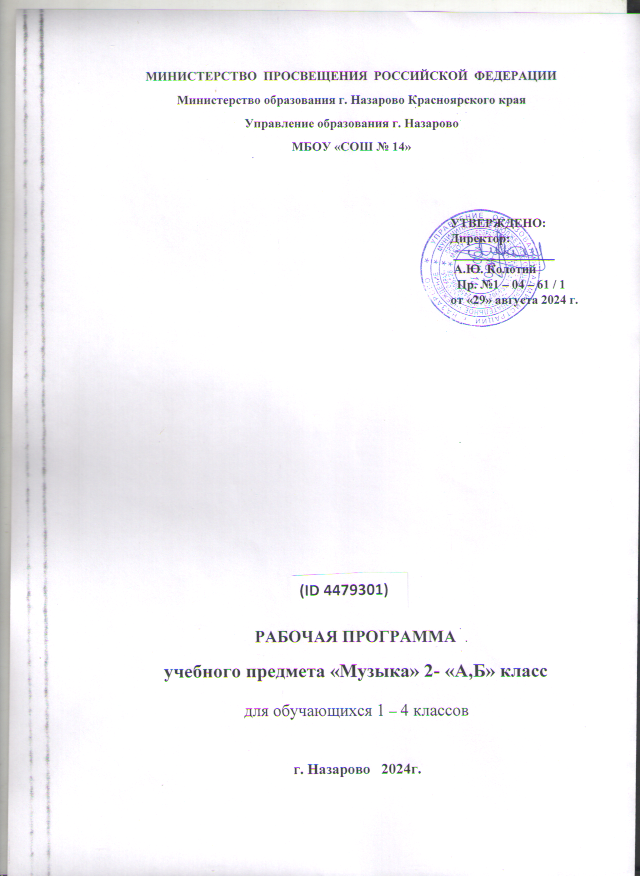 МИНИСТЕРСТВО ПРОСВЕЩЕНИЯ РОССИЙСКОЙ ФЕДЕРАЦИИ
Министерство образования г. Назарово Красноярского края
Управление образования г. Назарово
МБОУ «СОШ № 14»
УТВЕРЖДЕНО:
Директор:
А.Ю. Колотий
Пр. №1 – 04 – 61 / 1
от «29» августа 2024 г.
(ID 4479301)
РАБОЧАЯ ПРОГРАММА
учебного предмета «Музыка» 2- «А,Б» класс
для обучающихся 1 – 4 классов
г. Назарово 2024г.